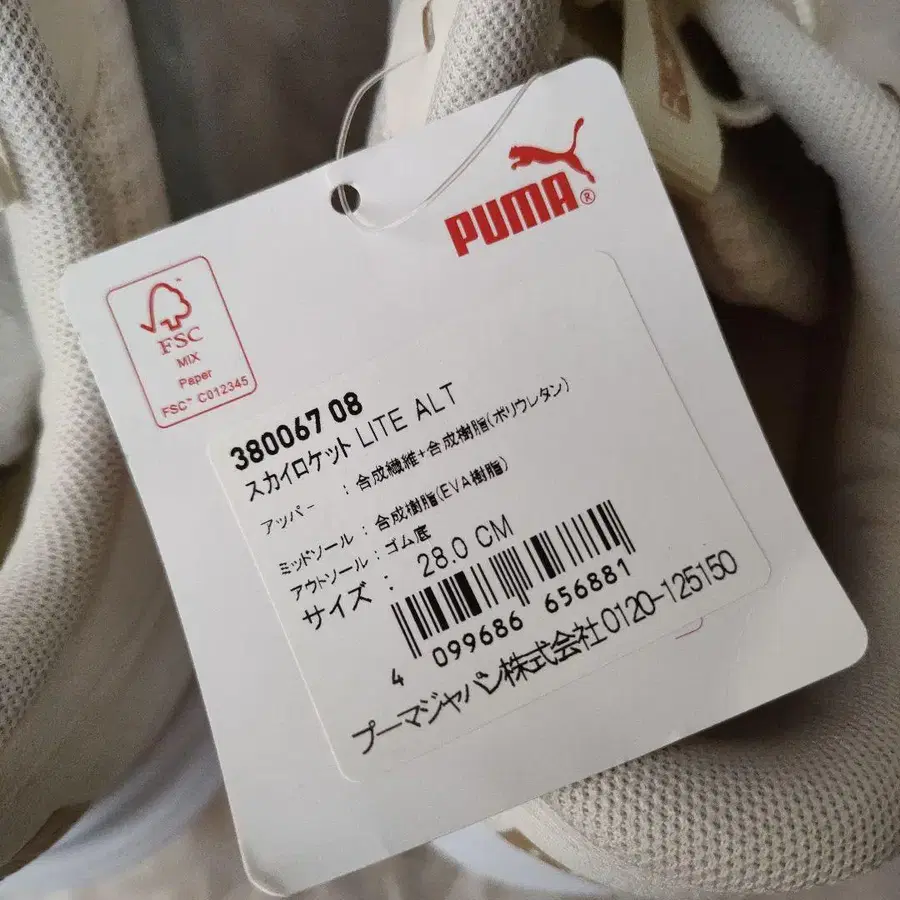 PUMA®
FSC™
MIX
Paper
FSC™ C012345
380067 08
スカイロケット LITE ALT
アッパー : 合成繊維+合成樹脂(ポリウレタン)
ミッドソール : 合成樹脂(EVA樹脂)
アウトソール : ゴム底
サイズ : 28.0 CM
4 099686 656881
プーマジャパン株式会社 0120-125150